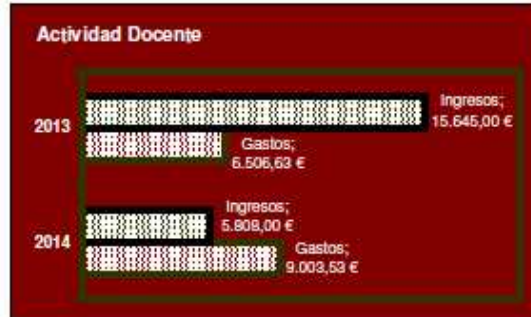 Actividad Docente
2013
Ingresos;
15.645,00 €
Gastos;
6.506,63 €
2014
Ingresos;
5.808,00 €
Gastos;
9.003,53 €